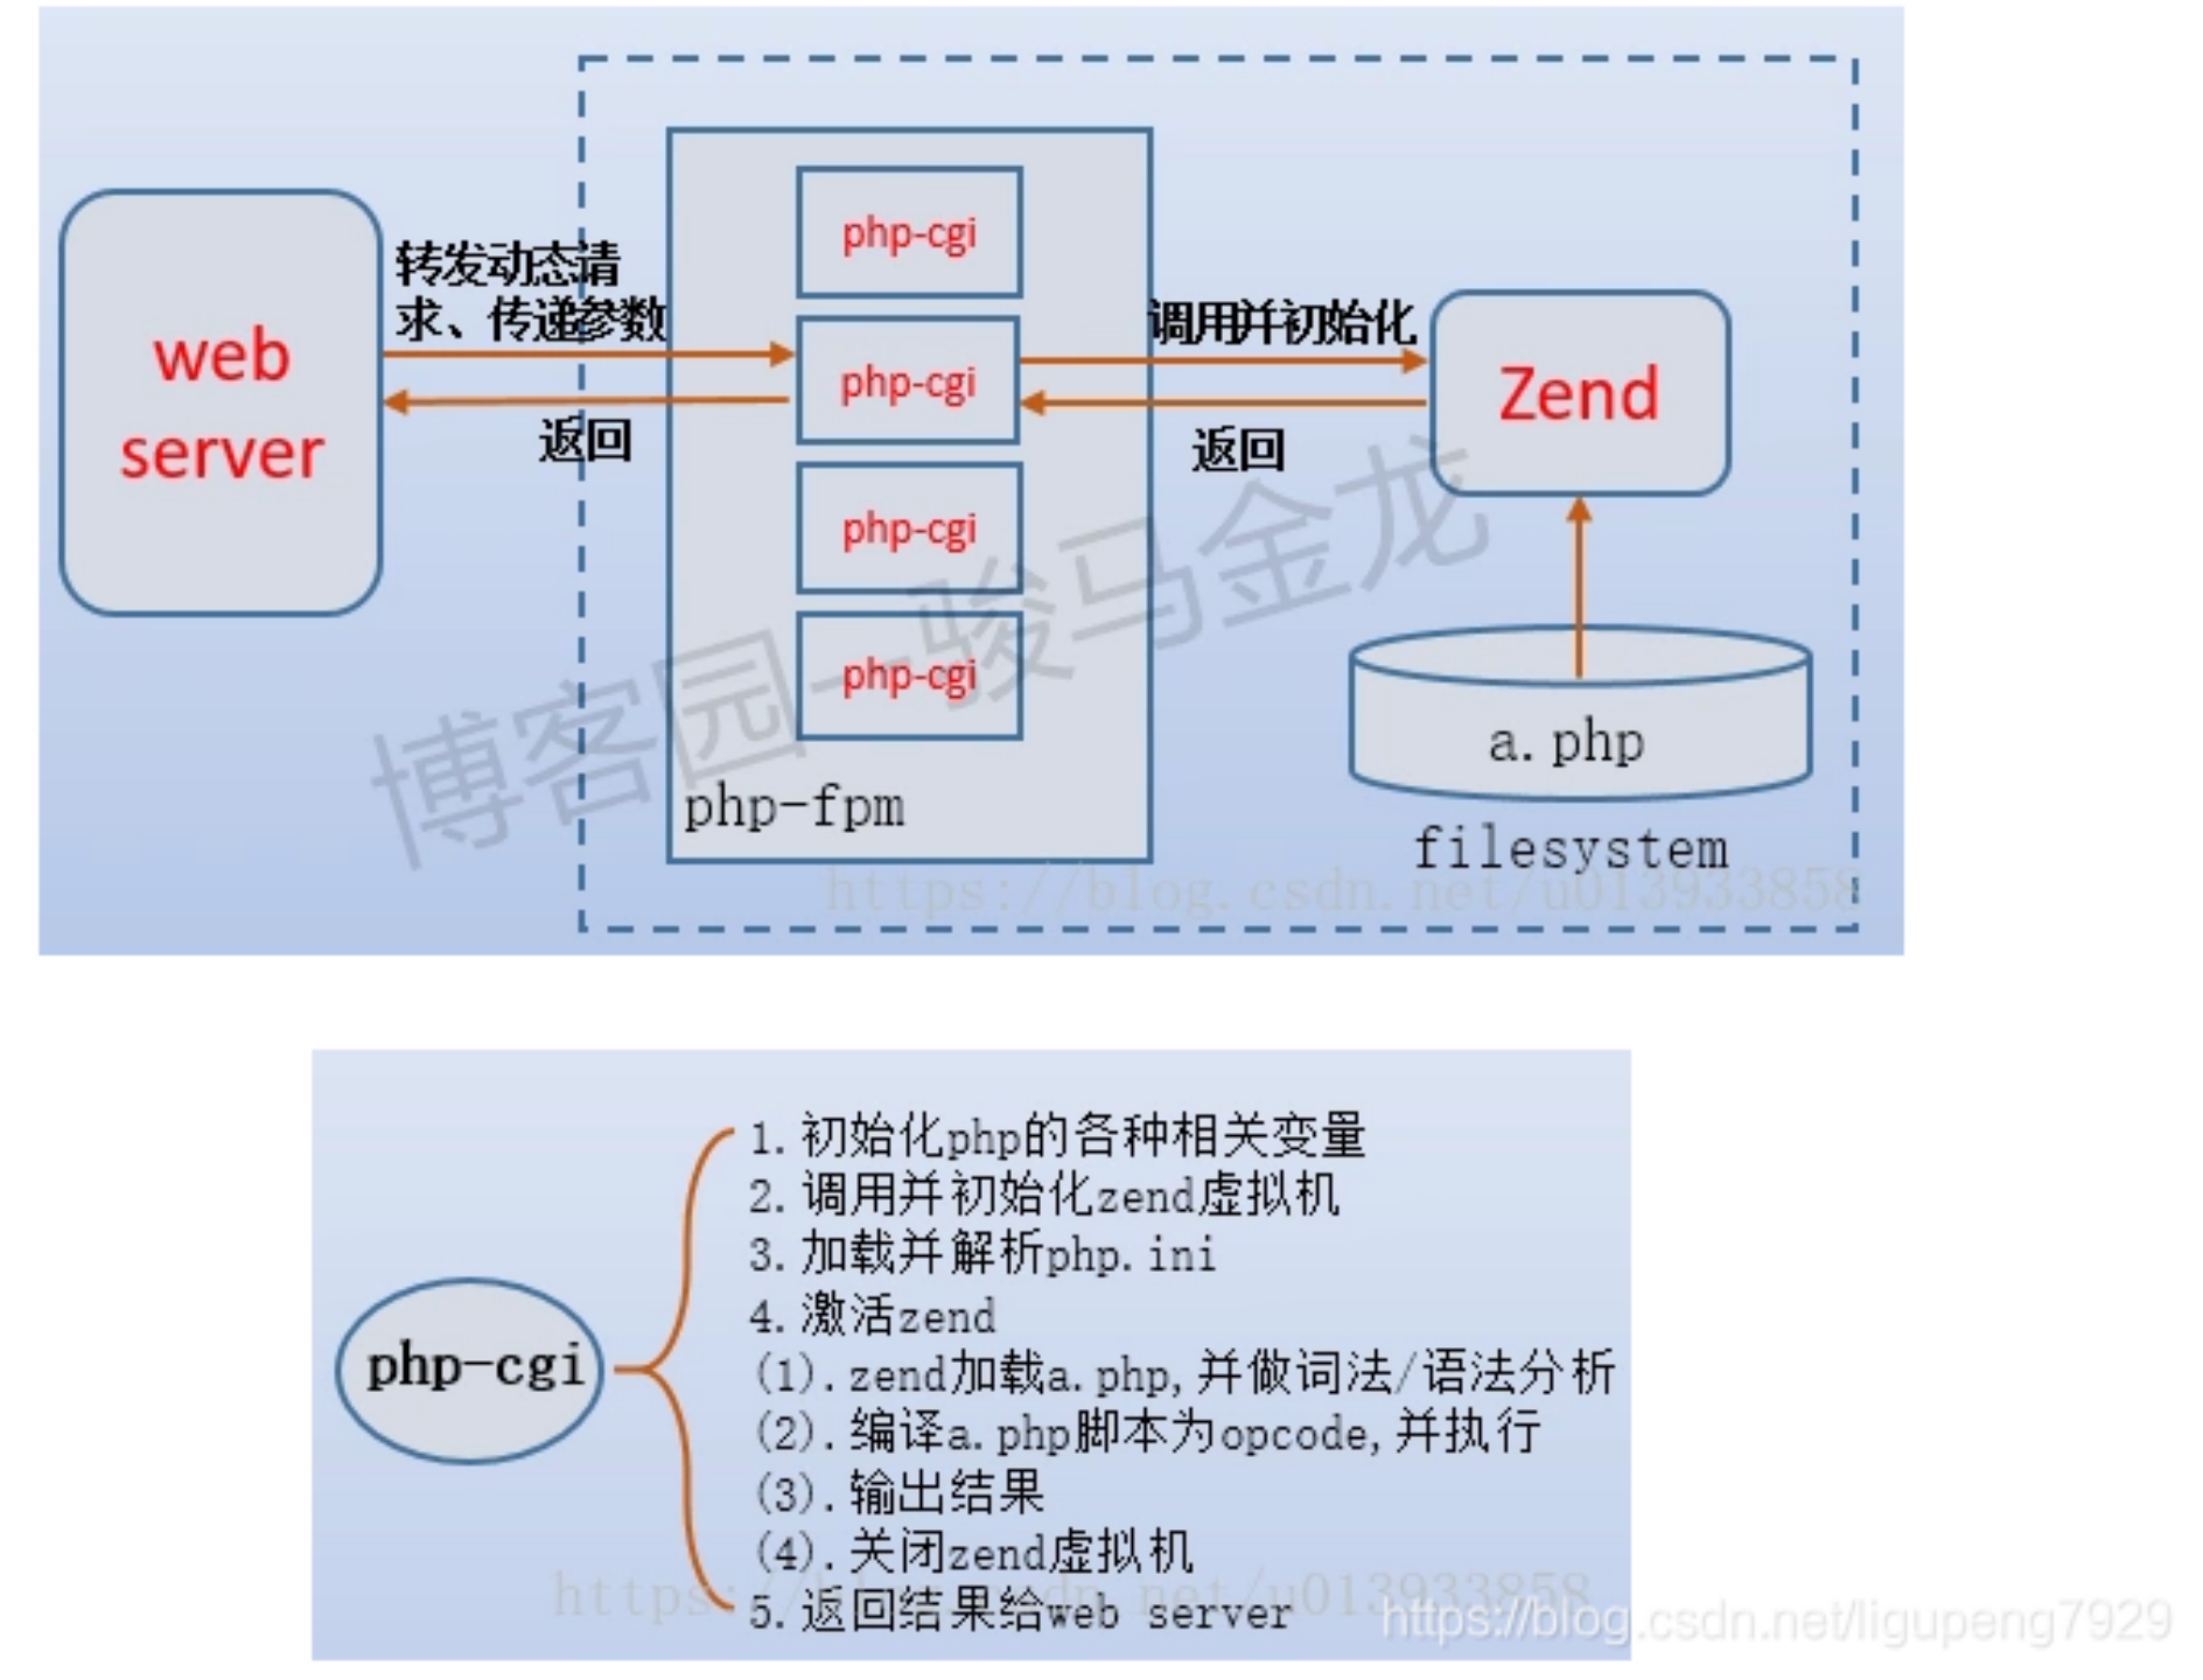 转发动态请
求、传递参数
web
server
返回
php-cgi
php-cgi
php-cgi
php-cgi
php-fpm
调用并初始化
返回
Zend
a.php
filesystem
博客园--骏马金龙
https://blog.csdn.net/u013933858
php-cgi
1.初始化php的各种相关变量
2.调用并初始化zend虚拟机
3.加载并解析php.ini
4.激活zend
(1).zend加载a.php,并做词法/语法分析
(2).编译a.php脚本为opcode,并执行
(3).输出结果
(4).关闭zend虚拟机
https://blog.csdn.net/u013933858
5.返回结果给web server
https://blog.csdn.net/ligupeng7929